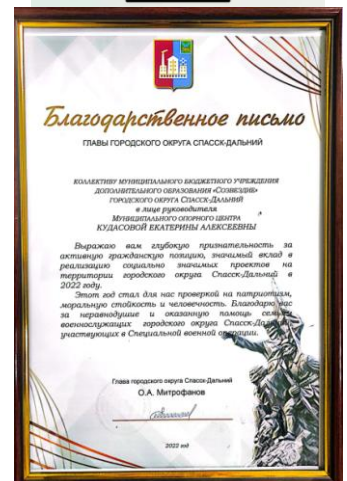 Благодарственное письмо
ГЛАВЫ ГОРОДСКОГО ОКРУГА СПАССК-ДАЛЬНИЙ
КОЛЛЕКТИВУ МУНИЦИПАЛЬНОГО БЮДЖЕТНОГО УЧРЕЖДЕНИЯ
ДОПОЛНИТЕЛЬНОГО ОБРАЗОВАНИЯ «СОЗВЕЗДИЕ»
ГОРОДСКОГО ОКРУГА СПАССК-ДАЛЬНИЙ
в лице руководителя
МУНИЦИПАЛЬНОГО ОПОРНОГО ЦЕНТРА
КУДАСОВОЙ ЕКАТЕРИНЫ АЛЕКСЕЕВНЫ
Выражаю вам глубокую признательность за
активную гражданскую позицию, значимый вклад в
реализацию социально значимых проектов на
территории городского округа Спасск-Дальний в
2022 году.
Этот год стал для нас проверкой на патриотизм,
моральную стойкость и человечность. Благодарю вас
за неравнодушие и оказанную помощь семьям
военнослужащих городского округа Спасск-Дальний,
участвующих в Специальной военной операции.
Глава городского округа Спасск-Дальний
О.А. Митрофанов
2022 год